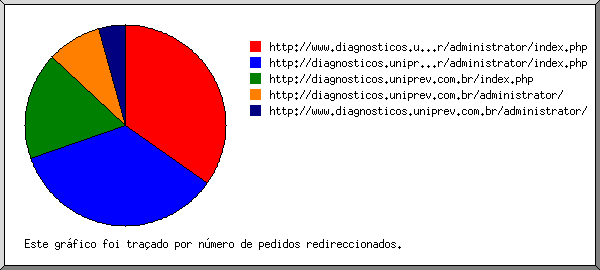 http://www.diagnosticos.u...r/administrator/index.php
http://diagnosticos.unipr...r/administrator/index.php
http://diagnosticos.uniprev.com.br/index.php
http://diagnosticos.uniprev.com.br/administrator/
http://www.diagnosticos.uniprev.com.br/administrator/
Este gráfico foi traçado por número de pedidos redireccionados.